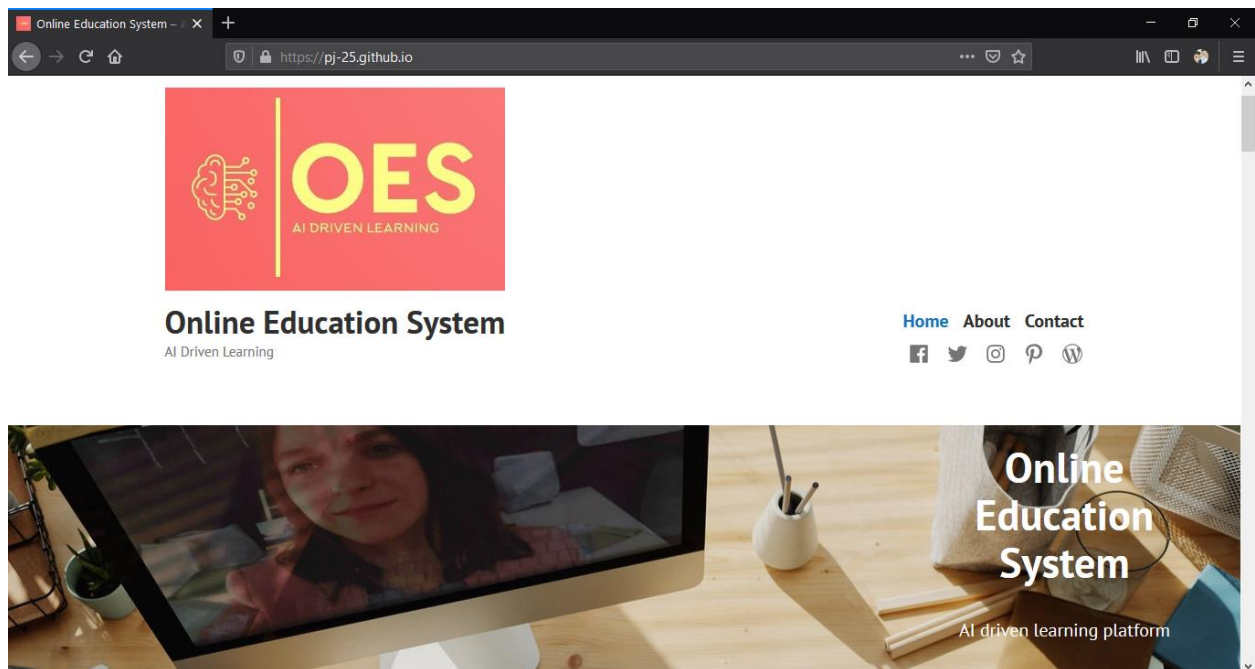 Online Education System – A
https://pj-25.github.io
OES
AI DRIVEN LEARNING
Online Education System
AI Driven Learning
Home About Contact
Online
Education
System
AI driven learning platform